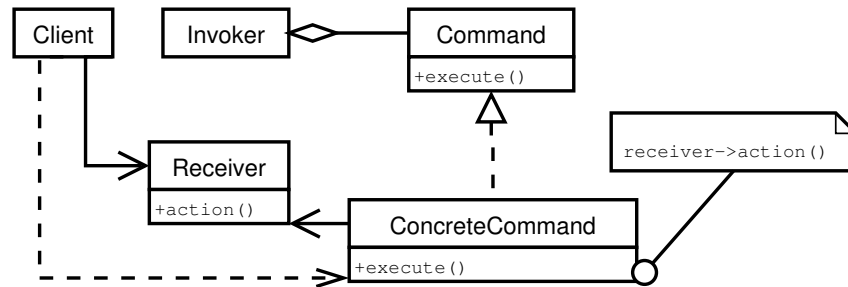 Client
Invoker
Command
+execute()
receiver->action()
Receiver
+action()
ConcreteCommand
+execute()